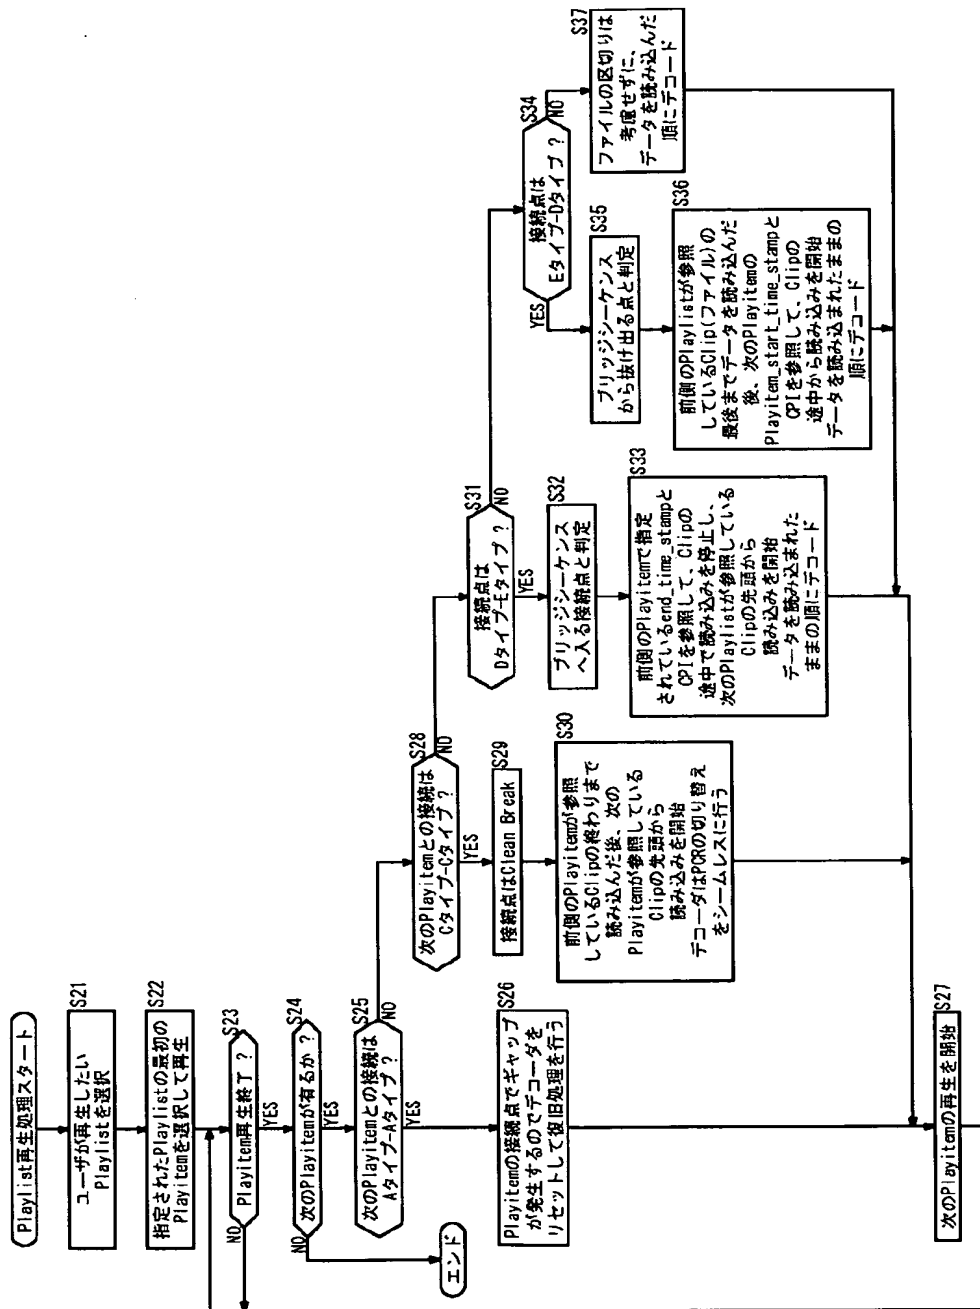 Playlist再生処理スタート
S21
ユーザが再生したい
Playlistを選択
S22
指定されたPlaylistの最初の
Playitemを選択して再生
S23
Playitem再生終了？
NO
YES
S24
次のPlayitemが有るか？
NO
YES
エンド
S25
次のPlayitemとの接続は
Aタイプ-Aタイプ？
NO
YES
S26
Playitemの接続点でギャップ
が発生するのでデコーダを
リセットして復旧処理を行う
S27
次のPlayitemの再生を開始
S28
次のPlayitemとの接続は
Cタイプ-Cタイプ？
NO
YES
S29
接続点はClean Break
S30
前側のPlayitemが参照
しているClipの終わりまで
読み込んだ後、次の
Playitemが参照している
Clipの先頭から
読み込みを開始
デコーダはPCRの切り替え
をシームレスに行う
S31
接続点は
Dタイプ-Eタイプ？
NO
YES
S32
ブリッジシーケンス
へ入る接続点と判定
S33
前側のPlayitemで指定
されているend_time_stampと
CPIを参照して、Clipの
途中で読み込みを停止し、
次のPlaylistが参照している
Clipの先頭から
読み込みを開始
データを読み込まれた
ままの順にデコード
S34
接続点は
Eタイプ-Dタイプ？
YES
NO
S35
ブリッジシーケンス
から抜け出る点と判定
S36
前側のPlaylistが参照
しているClip(ファイル)の
最後までデータを読み込んだ
後、次のPlayitemの
Playitem_start_time_stampと
CPIを参照して、Clipの
途中から読み込みを開始
データを読み込まれたままの
順にデコード
S37
ファイルの区切りは
考慮せずに、
データを読み込んだ
順にデコード